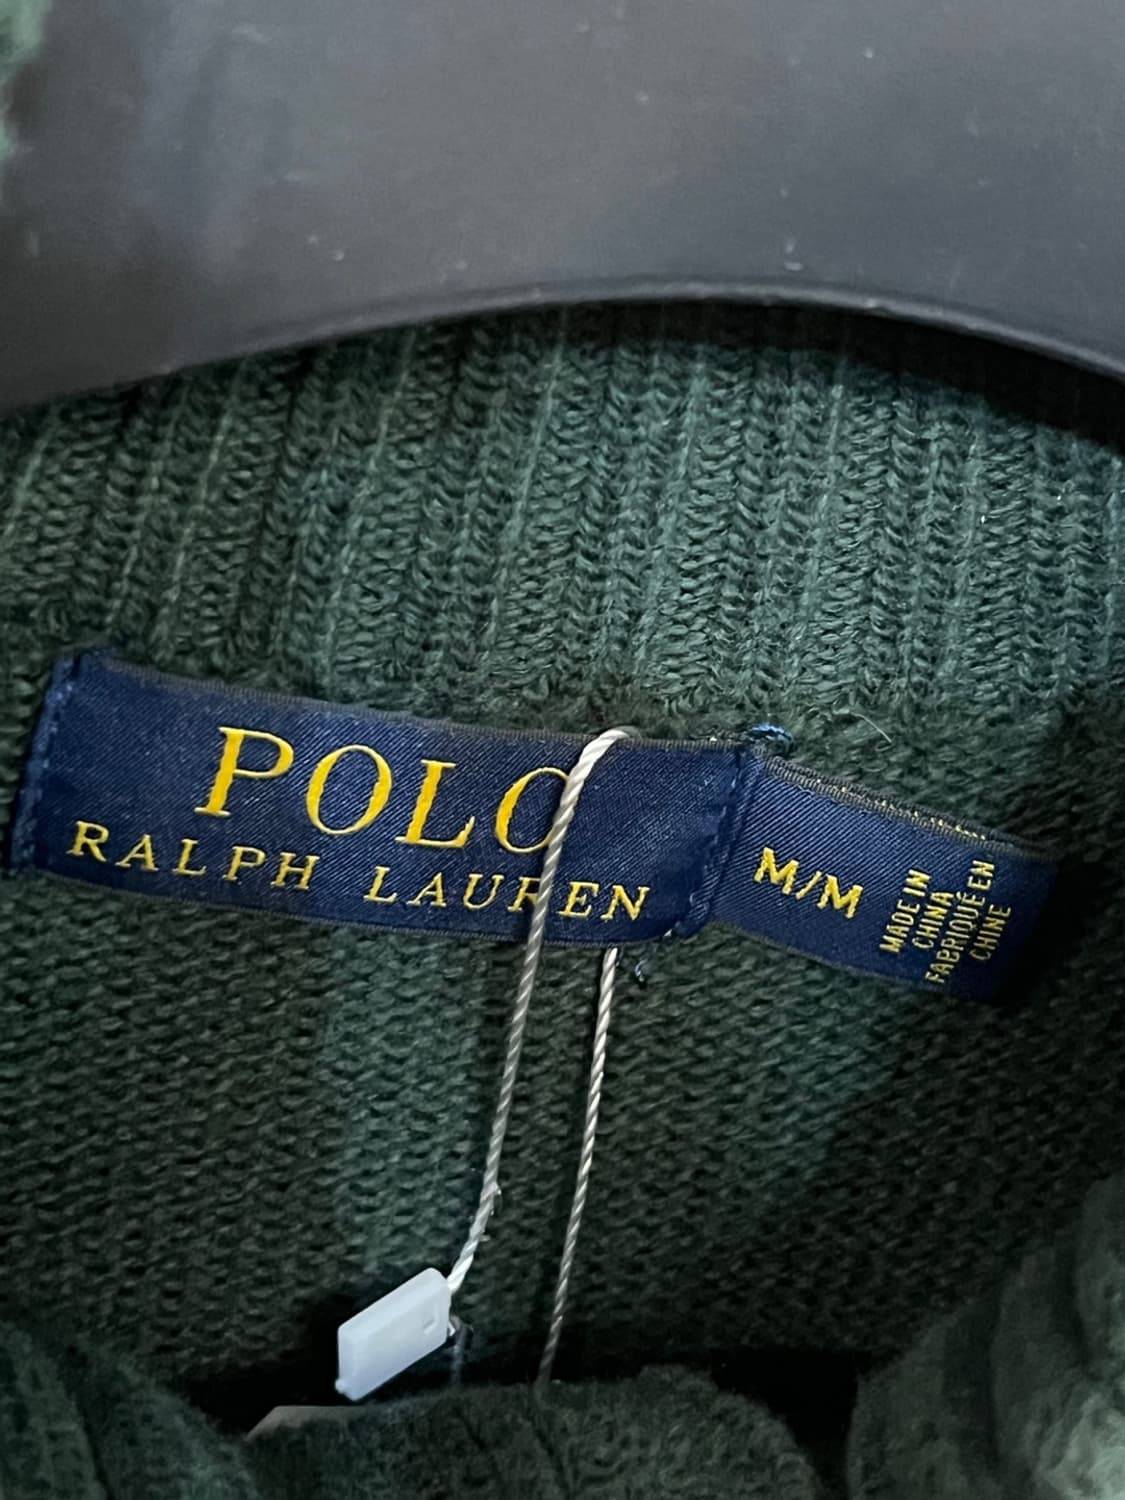 POLO
RALPH LAUREN
M/M
MADE IN
CHINA
FABRIQUÉ EN
CHINE